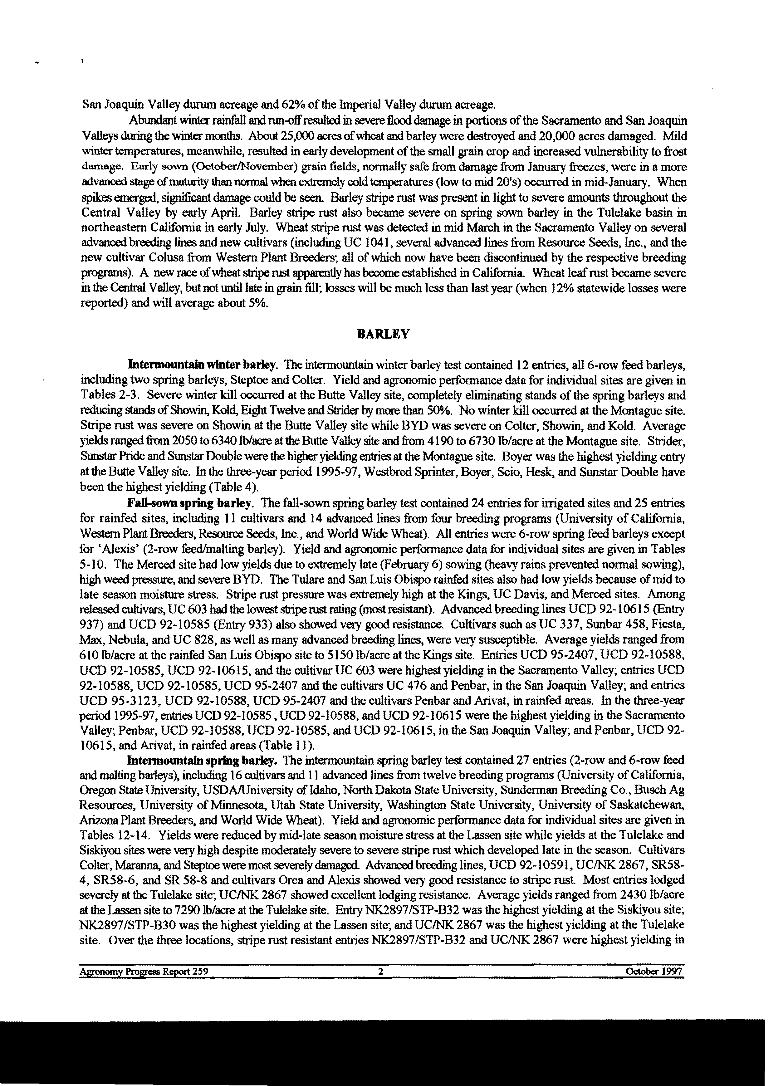 San Joaquin Valley durum acreage and 62% of the Imperial Valley durum acreage.
Abundant winter rainfall and run-off resulted in severe flood damage in portions of the Sacramento and San Joaquin
Valleys during the winter months. About 25,000 acres of wheat and barley were destroyed and 20,000 acres damaged. Mild
winter temperatures, meanwhile, resulted in early development of the small grain crop and increased vulnerability to frost
damage. Early sown (October/November) grain fields, normally safe from damage from January freezes, were in a more
advanced stage of maturity than normal when extremely cold temperatures (low to mid 20's) occurred in mid-January. When
spikes emerged, significant damage could be seen. Barley stripe rust was present in light to severe amounts throughout the
Central Valley by early April. Barley stripe rust also became severe on spring sown barley in the Tulelake basin in
northeastern California in early July. Wheat stripe rust was detected in mid March in the Sacramento Valley on several
advanced breeding lines and new cultivars (including UC 1041, several advanced lines from Resource Seeds, Inc., and the
new cultivar Colusa from Western Plant Breeders; all of which now have been discontinued by the respective breeding
programs). A new race of wheat stripe rust apparently has become established in California. Wheat leaf rust became severe
in the Central Valley, but not until late in grain fill; losses will be much less than last year (when 12% statewide losses were
reported) and will average about 5%.
BARLEY
Intermountain winter barley. The intermountain winter barley test contained 12 entries, all 6-row feed barleys,
including two spring barleys, Steptoe and Colter. Yield and agronomic performance data for individual sites are given in
Tables 2-3. Severe winter kill occurred at the Butte Valley site, completely eliminating stands of the spring barleys and
reducing stands of Showin, Kold, Eight Twelve and Strider by more than 50%. No winter kill occurred at the Montague site.
Stripe rust was severe on Showin at the Butte Valley site while BYD was severe on Colter, Showin, and Kold. Average
yields ranged from 2050 to 6340 lb/acre at the Butte Valley site and from 4190 to 6730 lb/acre at the Montague site. Strider,
Sunstar Pride and Sunstar Double were the higher yielding entries at the Montague site. Boyer was the highest yielding entry
at the Butte Valley site. In the three-year period 1995-97, Westbred Sprinter, Boyer, Scio, Hesk, and Sunstar Double have
been the highest yielding (Table 4).
Fall-sown spring barley. The fall-sown spring barley test contained 24 entries for irrigated sites and 25 entries
for rainfed sites, including 11 cultivars and 14 advanced lines from four breeding programs (University of California,
Western Plant Breeders, Resource Seeds, Inc., and World Wide Wheat). All entries were 6-row spring feed barleys except
for 'Alexis' (2-row feed/malting barley). Yield and agronomic performance data for individual sites are given in Tables
5-10. The Merced site had low yields due to extremely late (February 6) sowing (heavy rains prevented normal sowing),
high weed pressure, and severe BYD. The Tulare and San Luis Obispo rainfed sites also had low yields because of mid to
late season moisture stress. Stripe rust pressure was extremely high at the Kings, UC Davis, and Merced sites. Among
released cultivars, UC 603 had the lowest stripe rust rating (most resistant). Advanced breeding lines UCD 92-10615 (Entry
937) and UCD 92-10585 (Entry 933) also showed very good resistance. Cultivars such as UC 337, Sunbar 458, Fiesta,
Max, Nebula, and UC 828, as well as many advanced breeding lines, were very susceptible. Average yields ranged from
610 lb/acre at the rainfed San Luis Obispo site to 5150 lb/acre at the Kings site. Entries UCD 95-2407, UCD 92-10588,
UCD 92-10585, UCD 92-10615, and the cultivar UC 603 were highest yielding in the Sacramento Valley; entries UCD
92-10588, UCD 92-10585, UCD 95-2407 and the cultivars UC 476 and Penbar, in the San Joaquin Valley; and entries
UCD 95-3123, UCD 92-10588, UCD 95-2407 and the cultivars Penbar and Arivat, in rainfed areas. In the three-year
period 1995-97, entries UCD 92-10585 , UCD 92-10588, and UCD 92-10615 were the highest yielding in the Sacramento
Valley; Penbar, UCD 92-10588, UCD 92-10585, and UCD 92-10615, in the San Joaquin Valley; and Penbar, UCD 92-
10615, and Arivat, in rainfed areas (Table 11).
Intermountain spring barley. The intermountain spring barley test contained 27 entries (2-row and 6-row feed
and malting barleys), including 16 cultivars and 11 advanced lines from twelve breeding programs (University of California,
Oregon State University, USDA/University of Idaho, North Dakota State University, Sunderman Breeding Co., Busch Ag
Resources, University of Minnesota, Utah State University, Washington State University, University of Saskatchewan,
Arizona Plant Breeders, and World Wide Wheat). Yield and agronomic performance data for individual sites are given in
Tables 12-14. Yields were reduced by mid-late season moisture stress at the Lassen site while yields at the Tulelake and
Siskiyou sites were very high despite moderately severe to severe stripe rust which developed late in the season. Cultivars
Colter, Maranna, and Steptoe were most severely damaged. Advanced breeding lines, UCD 92-10591, UC/NK 2867, SR58-
4, SR58-6, and SR 58-8 and cultivars Orca and Alexis showed very good resistance to stripe rust. Most entries lodged
severely at the Tulelake site; UC/NK 2867 showed excellent lodging resistance. Average yields ranged from 2430 lb/acre
at the Lassen site to 7290 lb/acre at the Tulelake site. Entry NK2897/STP-B32 was the highest yielding at the Siskiyou site;
NK2897/STP-B30 was the highest yielding at the Lassen site; and UC/NK 2867 was the highest yielding at the Tulelake
site. Over the three locations, stripe rust resistant entries NK2897/STP-B32 and UC/NK 2867 were highest yielding in
Agronomy Progress Report 259 2 October 1997